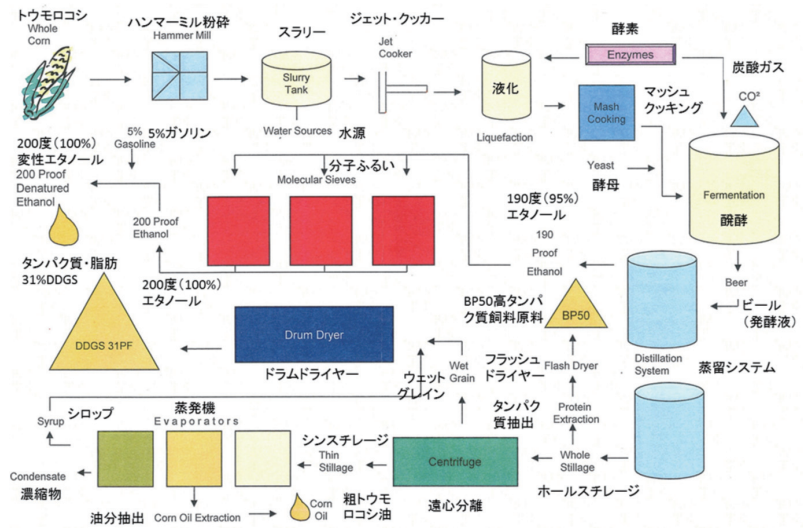 トウモロコシ
Whole
Corn
ハンマーミル粉砕
Hammer Mill
スラリー
Slurry
Tank
Water Sources 水源
ジェット・クッカー
Jet
Cooker
液化
Liquefaction
酵素
Enzymes
マッシュ
クッキング
Mash
Cooking
炭酸ガス
CO²
Yeast
酵母
Fermentation
醗酵
Beer
ビール
(発酵液)
200度(100%)
変性エタノール
200 Proof
Denatured
Ethanol
5%
Gasoline
5%ガソリン
分子ふるい
Molecular Sieves
190度(95%)
エタノール
190
Proof
Ethanol
200 Proof
Ethanol
200度(100%)
エタノール
タンパク質・脂肪
31%DDGS
DDGS 31PF
Drum Dryer
ドラムドライヤー
BP50高タンパ
ク質飼料原料
BP50
フラッシュ
ドライヤー
Flash Dryer
Distillation
System
蒸留システム
ウェット
グレイン
Wet
Grain
タンパク
質抽出
Protein
Extraction
Syrup シロップ
蒸発機
Evaporators
シンスチレージ
Thin
Stillage
Centrifuge
遠心分離
Whole
Stillage
ホールスチレージ
Condensate
濃縮物
油分抽出
Corn Oil Extraction
Corn
Oil
粗トウモ
ロコシ油